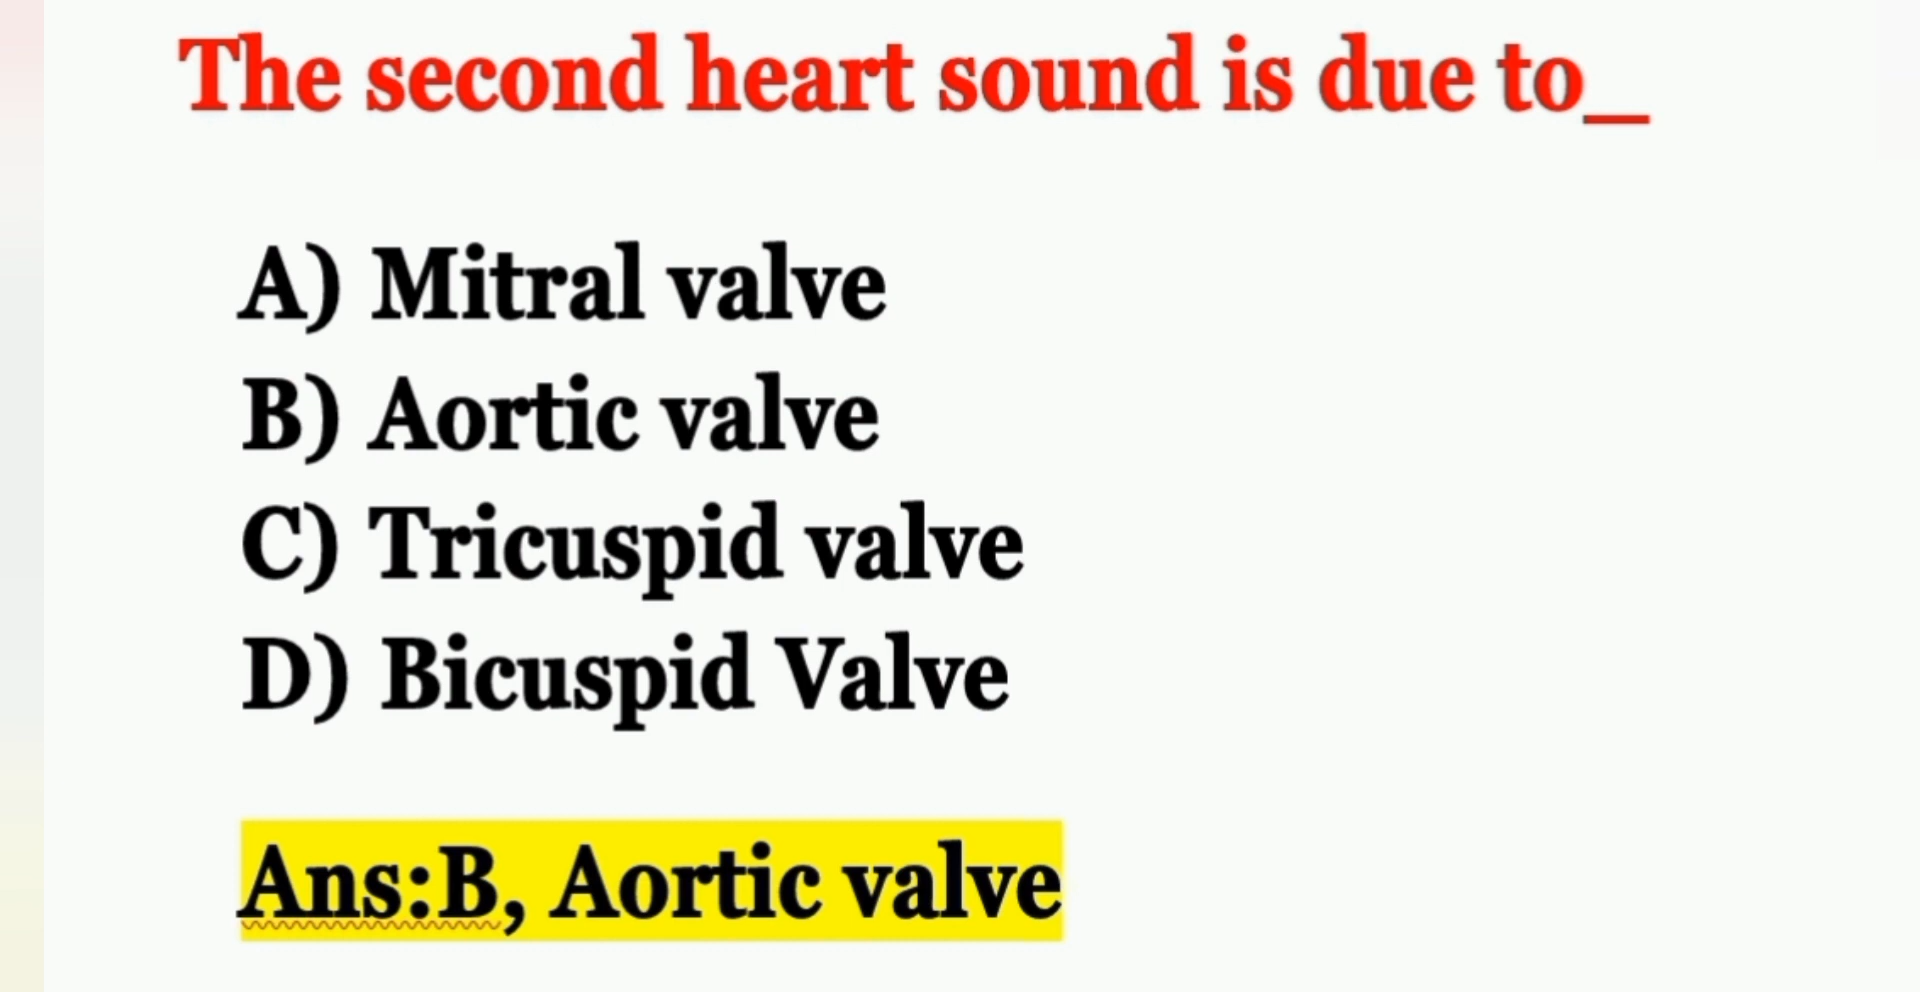 The second heart sound is due to_
A) Mitral valve
B) Aortic valve
C) Tricuspid valve
D) Bicuspid Valve
Ans:B, Aortic valve